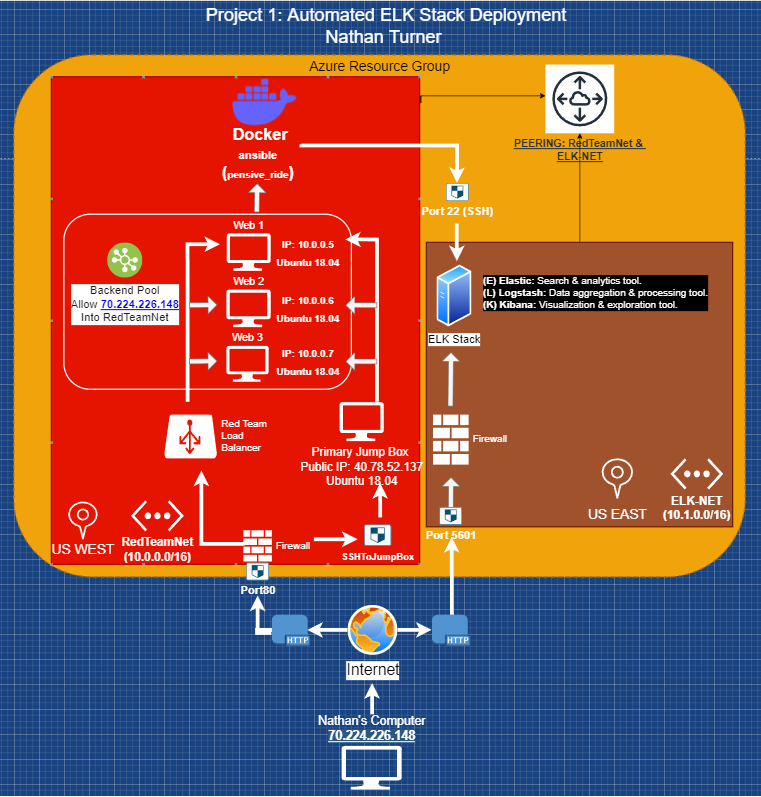 Project 1: Automated ELK Stack Deployment
Nathan Turner
Azure Resource Group
Docker
ansible
(pensive_ride)
PEERING: RedTeamNet &
ELK-NET
Port 22 (SSH)
Web 1
IP: 10.0.0.5
Ubuntu 18.04
Web 2
IP: 10.0.0.6
Ubuntu 18.04
Web 3
IP: 10.0.0.7
Ubuntu 18.04
Backend Pool
Allow 70.224.226.148
Into RedTeamNet
(E) Elastic: Search & analytics tool.
(L) Logstash: Data aggregation & processing tool.
(K) Kibana: Visualization & exploration tool.
ELK Stack
Red Team
Load
Balancer
Primary Jump Box
Public IP: 40.78.52.137
Ubuntu 18.04
Firewall
US WEST
RedTeamNet
(10.0.0.0/16)
Firewall
SSHToJumpBox
US EAST
ELK-NET
(10.1.0.0/16)
Port 5601
Port80
HTTP
HTTP
Internet
Nathan's Computer
70.224.226.148